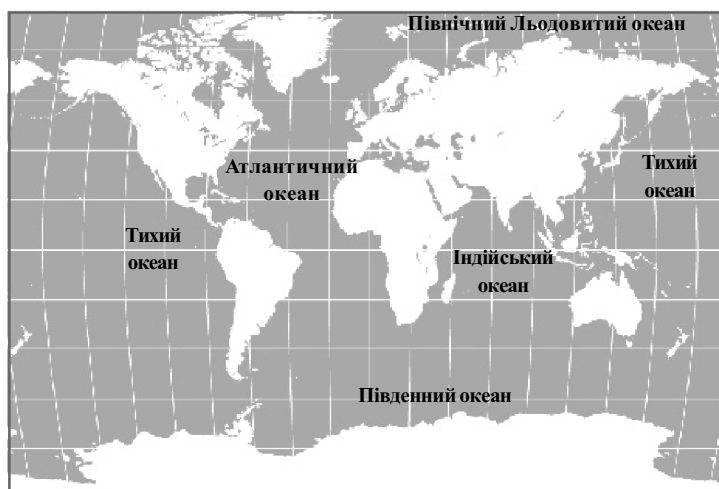 Північний Льодовитий океан
Атлантичний
океан
Тихий
океан
Тихий
океан
Індійський
океан
Південний океан